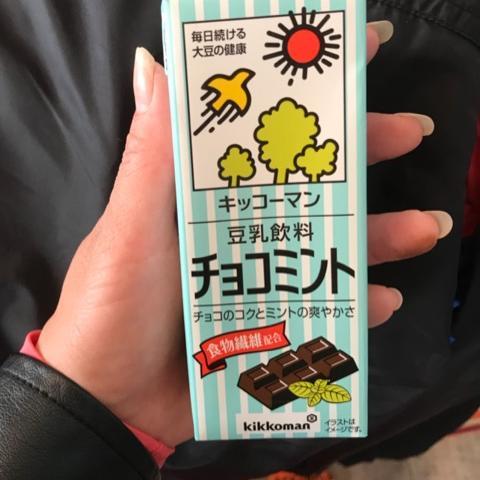 毎日続ける
大豆の健康
キッコーマン
豆乳飲料
チョコミント
チョコのコクとミントの爽やかさ
食物繊維配合
kikkoman
イラストは
イメージです。